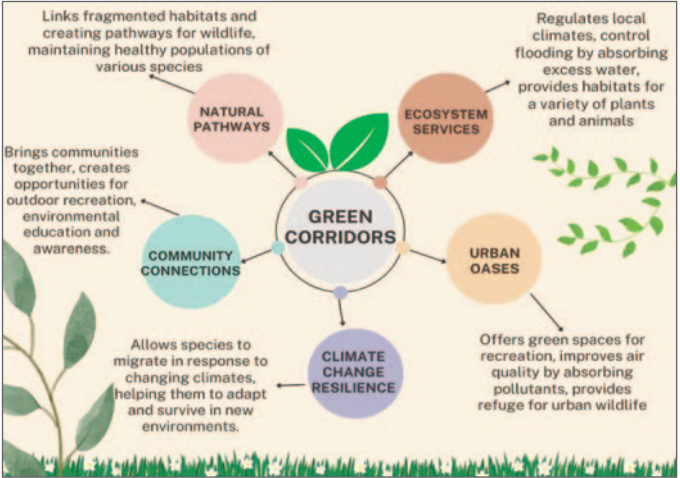 Links fragmented habitats and
creating pathways for wildlife,
maintaining healthy populations of
various species
NATURAL
PATHWAYS
Regulates local
climates, control
flooding by absorbing
excess water,
provides habitats for
a variety of plants
and animals
ECOSYSTEM
SERVICES
Brings communities
together, creates
opportunities for
outdoor recreation,
environmental
education and
awareness.
COMMUNITY
CONNECTIONS
GREEN
CORRIDORS
URBAN
OASES
Allows species to
migrate in response to
changing climates,
helping them to adapt
and survive in new
environments.
CLIMATE
CHANGE
RESILIENCE
Offers green spaces for
recreation, improves air
quality by absorbing
pollutants, provides
refuge for urban wildlife